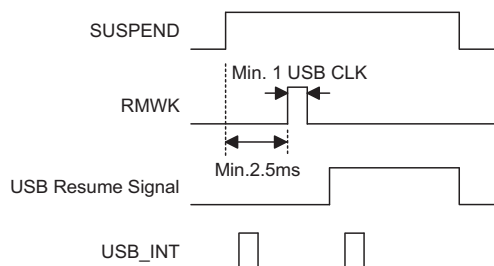 SUSPEND
Min. 1 USB CLK
RMWK
Min.2.5ms
USB Resume Signal
USB_INT